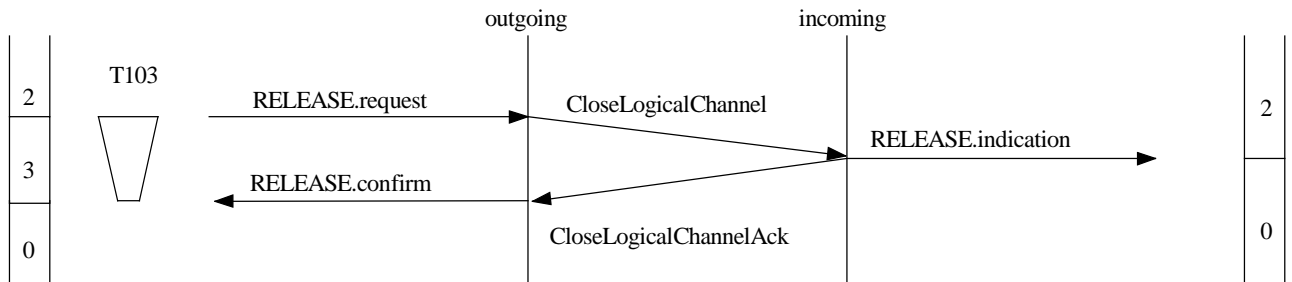 outgoing
incoming
T103
2
RELEASE.request
CloseLogicalChannel
2
RELEASE.indication
3
RELEASE.confirm
CloseLogicalChannelAck
0
0